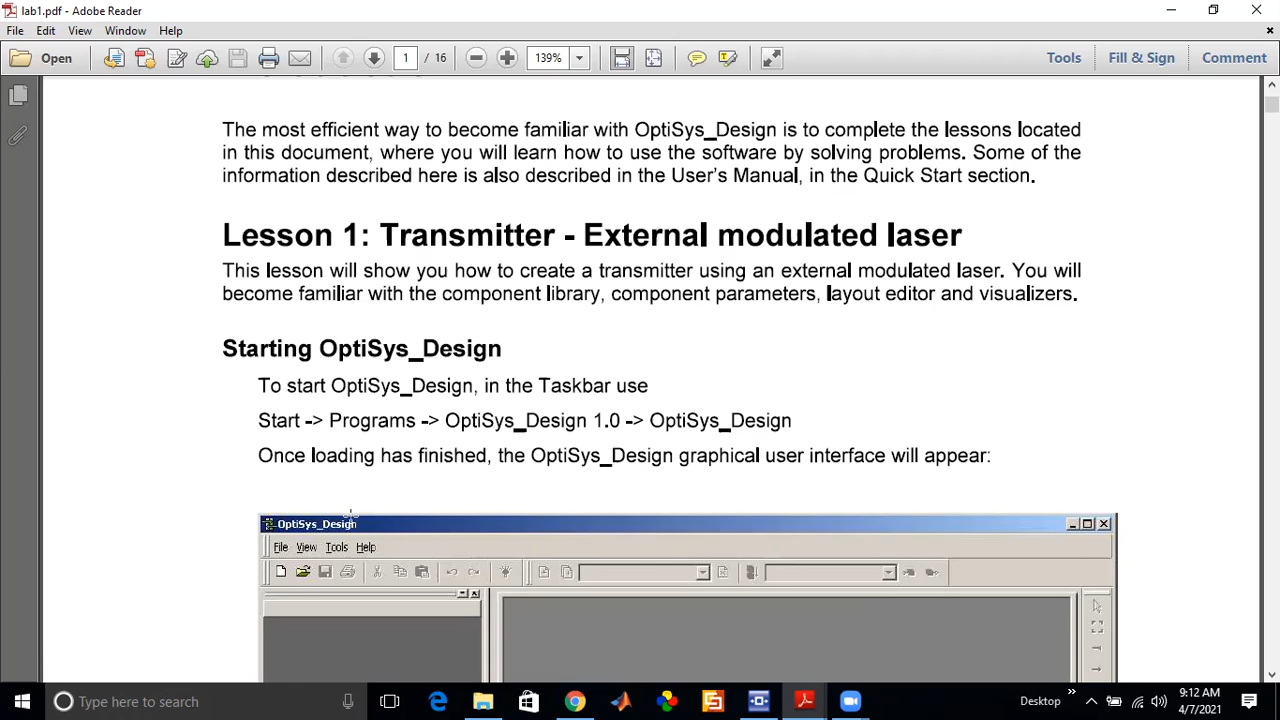 lab1.pdf - Adobe Reader
File Edit View Window Help
Open 1 / 16 139% Tools Fill & Sign Comment
The most efficient way to become familiar with OptiSys_Design is to complete the lessons located
in this document, where you will learn how to use the software by solving problems. Some of the
information described here is also described in the User's Manual, in the Quick Start section.
Lesson 1: Transmitter - External modulated laser
This lesson will show you how to create a transmitter using an external modulated laser. You will
become familiar with the component library, component parameters, layout editor and visualizers.
Starting OptiSys_Design
To start OptiSys_Design, in the Taskbar use
Start -> Programs -> OptiSys_Design 1.0 -> OptiSys_Design
Once loading has finished, the OptiSys_Design graphical user interface will appear:
OptiSys_Design
File View Tools Help
Type here to search
Desktop
9:12 AM
4/7/2021